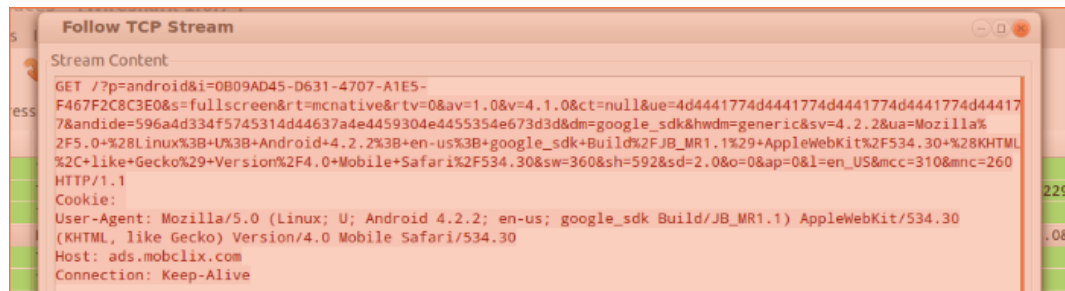 Follow TCP Stream
Stream Content
GET /?p=android&i=0B09AD45-D631-4707-A1E5-
F467F2C8C3E0&s=fullscreen&rt=mcnative&rtv=0&av=1.0&v=4.1.0&ct=null&ue=4d4441774d4441774d4441774d4441774d44417
7&andide=596a4d334f5745314d44637a4e4459304e4455354e673d3d&dm=google_sdk&hwdm=generic&sv=4.2.2&ua=Mozilla%
2F5.0+%28Linux%3B+U%3B+Android+4.2.2%3B+en-us%3B+google_sdk+Build%2FJB_MR1.1%29+AppleWebKit%2F534.30+%28KHTML
%2C+like+Gecko%29+Version%2F4.0+Mobile+Safari%2F534.30&sw=360&sh=592&sd=2.0&o=0&ap=0&l=en_US&mcc=310&mnc=260
HTTP/1.1
Cookie:
User-Agent: Mozilla/5.0 (Linux; U; Android 4.2.2; en-us; google_sdk Build/JB_MR1.1) AppleWebKit/534.30
(KHTML, like Gecko) Version/4.0 Mobile Safari/534.30
Host: ads.mobclix.com
Connection: Keep-Alive